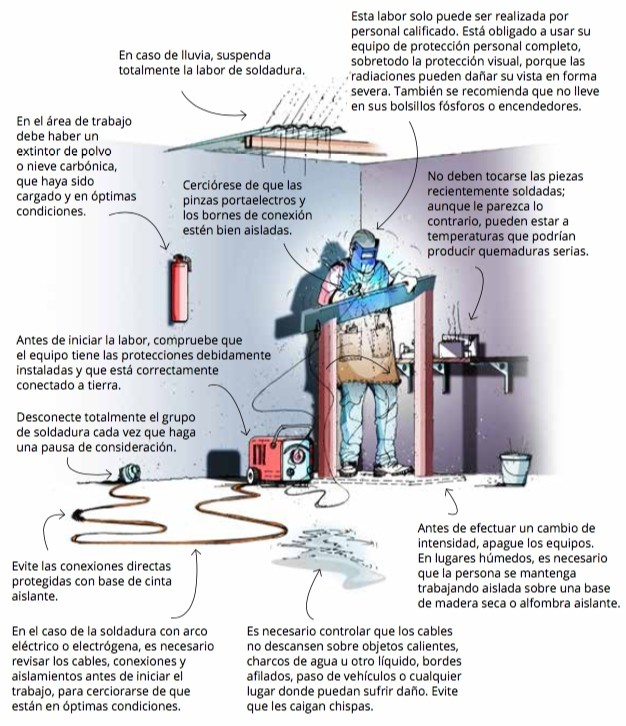 Esta labor solo puede ser realizada por
personal calificado. Está obligado a usar su
equipo de protección personal completo,
sobretodo la protección visual, porque las
radiaciones pueden dañar su vista en forma
severa. También se recomienda que no lleve
en sus bolsillos fósforos o encendedores.
En caso de lluvia, suspenda
totalmente la labor de soldadura.
En el área de trabajo
debe haber un
extintor de polvo
o nieve carbónica,
que haya sido
cargado y en óptimas
condiciones.
Cerciórese de que las
pinzas portaelectros y
los bornes de conexión
estén bien aisladas.
No deben tocarse las piezas
recientemente soldadas;
aunque le parezca lo
contrario, pueden estar a
temperaturas que podrían
producir quemaduras serias.
Antes de iniciar la labor, compruebe que
el equipo tiene las protecciones debidamente
instaladas y que está correctamente
conectado a tierra.
Desconecte totalmente el grupo
de soldadura cada vez que haga
una pausa de consideración.
Evite las conexiones directas
protegidas con base de cinta
aislante.
Antes de efectuar un cambio de
intensidad, apague los equipos.
En lugares húmedos, es necesario
que la persona se mantenga
trabajando aislada sobre una base
de madera seca o alfombra aislante.
En el caso de la soldadura con arco
eléctrico o electrógena, es necesario
revisar los cables, conexiones y
aislamientos antes de iniciar el
trabajo, para cerciorarse de que
están en óptimas condiciones.
Es necesario controlar que los cables
no descansen sobre objetos calientes,
charcos de agua u otro líquido, bordes
afilados, paso de vehículos o cualquier
lugar donde puedan sufrir daño. Evite
que les caigan chispas.